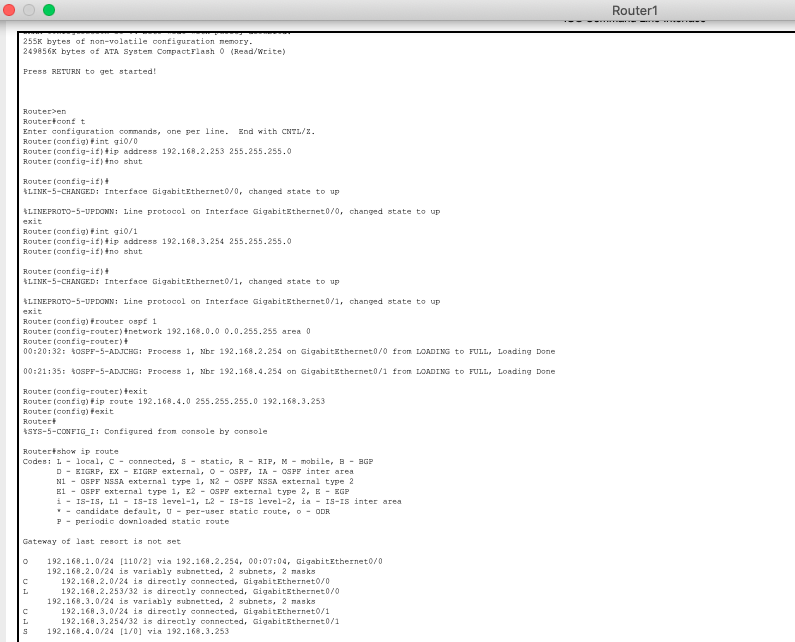 Router1
255K bytes of non-volatile configuration memory.
249856K bytes of ATA System CompactFlash 0 (Read/Write)
Press RETURN to get started!
Router>en
Router#conf t
Enter configuration commands, one per line.  End with CNTL/Z.
Router(config)#int gi0/0
Router(config-if)#ip address 192.168.2.253 255.255.255.0
Router(config-if)#no shut
Router(config-if)#
%LINK-5-CHANGED: Interface GigabitEthernet0/0, changed state to up
%LINEPROTO-5-UPDOWN: Line protocol on Interface GigabitEthernet0/0, changed state to up
exit
Router(config)#int gi0/1
Router(config-if)#ip address 192.168.3.254 255.255.255.0
Router(config-if)#no shut
Router(config-if)#
%LINK-5-CHANGED: Interface GigabitEthernet0/1, changed state to up
%LINEPROTO-5-UPDOWN: Line protocol on Interface GigabitEthernet0/1, changed state to up
exit
Router(config)#router ospf 1
Router(config-router)#network 192.168.0.0 0.0.255.255 area 0
Router(config-router)#
00:20:32: %OSPF-5-ADJCHG: Process 1, Nbr 192.168.2.254 on GigabitEthernet0/0 from LOADING to FULL, Loading Done
00:21:35: %OSPF-5-ADJCHG: Process 1, Nbr 192.168.4.254 on GigabitEthernet0/1 from LOADING to FULL, Loading Done
Router(config-router)#exit
Router(config)#ip route 192.168.4.0 255.255.255.0 192.168.3.253
Router(config)#exit
Router#
%SYS-5-CONFIG_I: Configured from console by console
Router#show ip route
Codes: L - local, C - connected, S - static, R - RIP, M - mobile, B - BGP
D - EIGRP, EX - EIGRP external, O - OSPF, IA - OSPF inter area
N1 - OSPF NSSA external type 1, N2 - OSPF NSSA external type 2
E1 - OSPF external type 1, E2 - OSPF external type 2, E - EGP
i - IS-IS, L1 - IS-IS level-1, L2 - IS-IS level-2, ia - IS-IS inter area
* - candidate default, U - per-user static route, o - ODR
P - periodic downloaded static route
Gateway of last resort is not set
O 192.168.1.0/24 [110/2] via 192.168.2.254, 00:07:04, GigabitEthernet0/0
192.168.2.0/24 is variably subnetted, 2 subnets, 2 masks
C 192.168.2.0/24 is directly connected, GigabitEthernet0/0
L 192.168.2.253/32 is directly connected, GigabitEthernet0/0
192.168.3.0/24 is variably subnetted, 2 subnets, 2 masks
C 192.168.3.0/24 is directly connected, GigabitEthernet0/1
L 192.168.3.254/32 is directly connected, GigabitEthernet0/1
S 192.168.4.0/24 [1/0] via 192.168.3.253